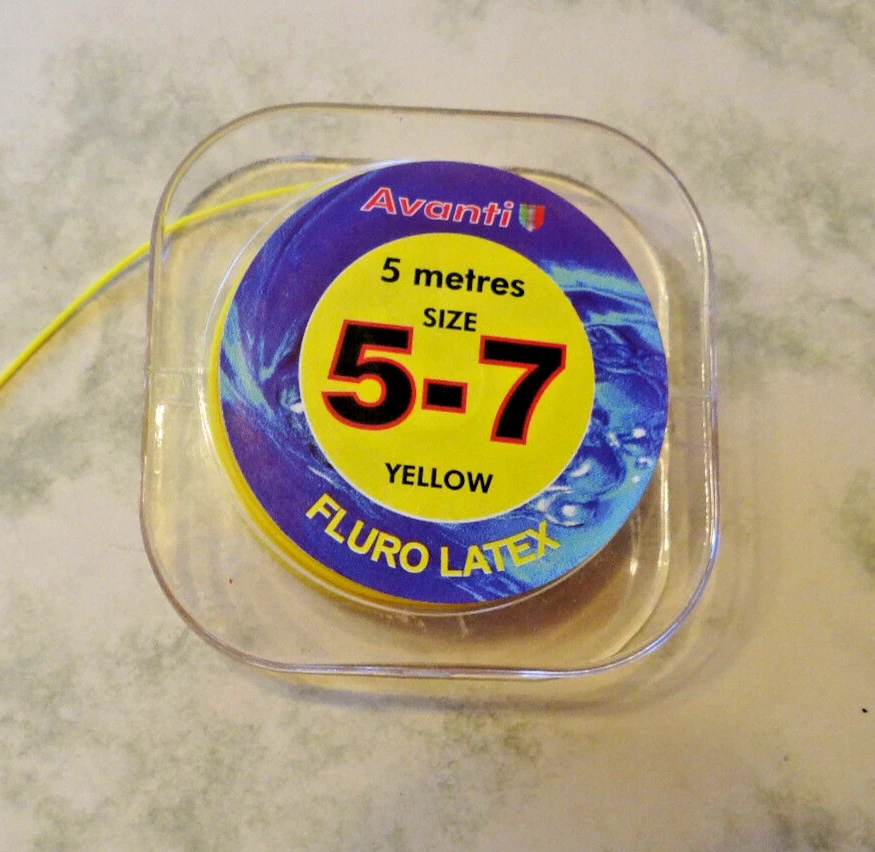 Avanti
5 metres
SIZE
5-7
YELLOW
FLURO LATEX